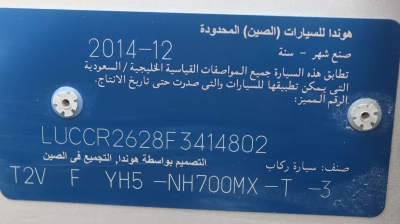 هوندا للسيارات (الصين) المحدودة
صنع شهر - سنة 2014-12
تطابق هذه السيارة جميع المواصفات القياسية الخليجية / السعودية
التي يمكن تطبيقها للسيارات والتى صدرت حتى تاريخ الانتاج.
الرقم المميز:
LUCCR2628F3414802
صنف: سيارة ركاب
التصميم بواسطة هوندا, التجميع في الصين
T2V F YH5-NH700MX-T -3